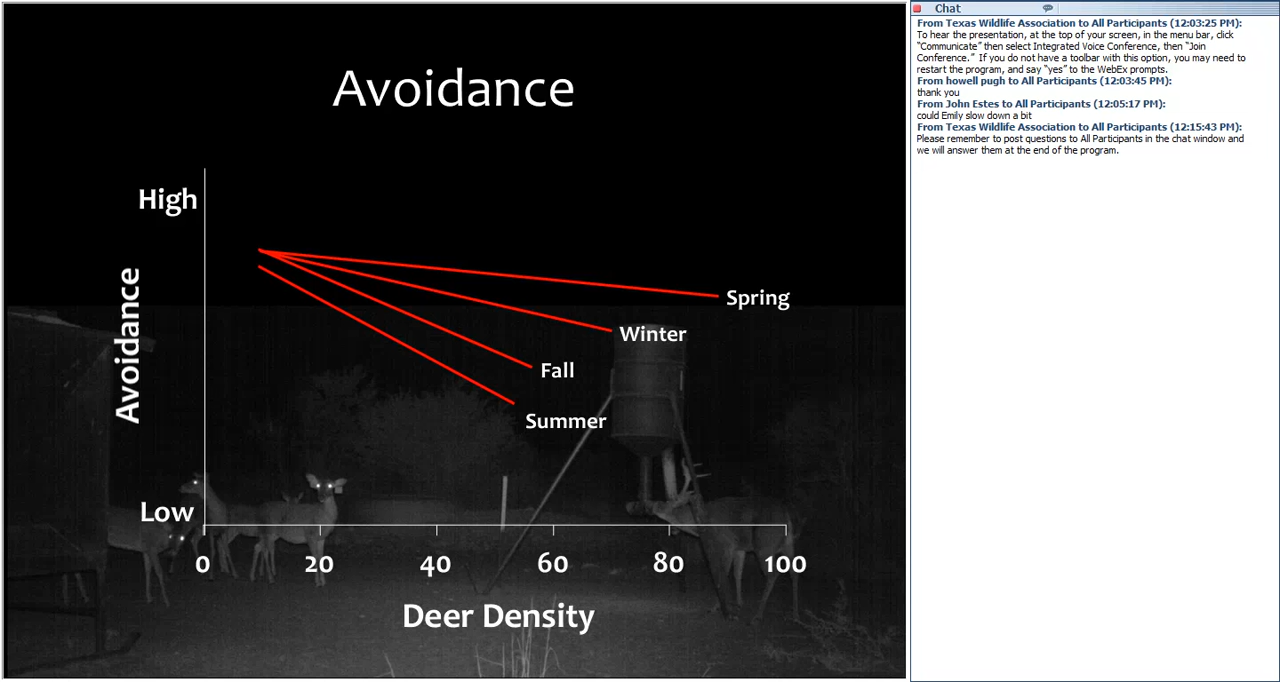 Avoidance
High
Avoidance
Spring
Winter
Fall
Summer
Low
0 20 40 60 80 100
Deer Density
Chat
From Texas Wildlife Association to All Participants (12:03:25 PM):
To hear the presentation, at the top of your screen, in the menu bar, click
"Communicate" then select Integrated Voice Conference, then "Join
Conference." If you do not have a toolbar with this option, you may need to
restart the program, and say "yes" to the WebEx prompts.
From howell pugh to All Participants (12:03:45 PM):
thank you
From John Estes to All Participants (12:05:17 PM):
could Emily slow down a bit
From Texas Wildlife Association to All Participants (12:15:43 PM):
Please remember to post questions to All Participants in the chat window and
we will answer them at the end of the program.